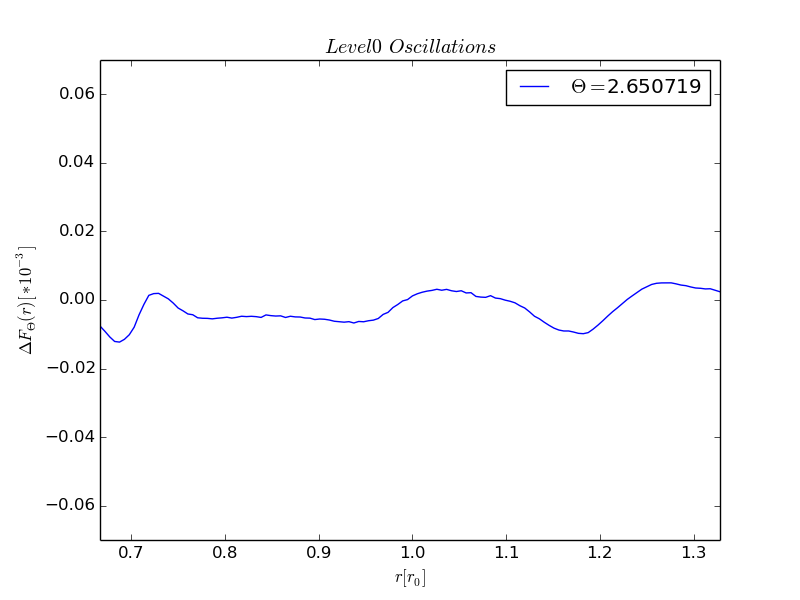 Level0 Oscillations
Θ=2.650719
0.06
0.04
0.02
0.00
−0.02
−0.04
−0.06
ΔF_Θ(r)[*10^{-3}]
0.7 0.8 0.9 1.0 1.1 1.2 1.3
r[r_0]